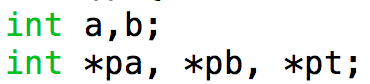 int a,b;
int *pa, *pb, *pt;